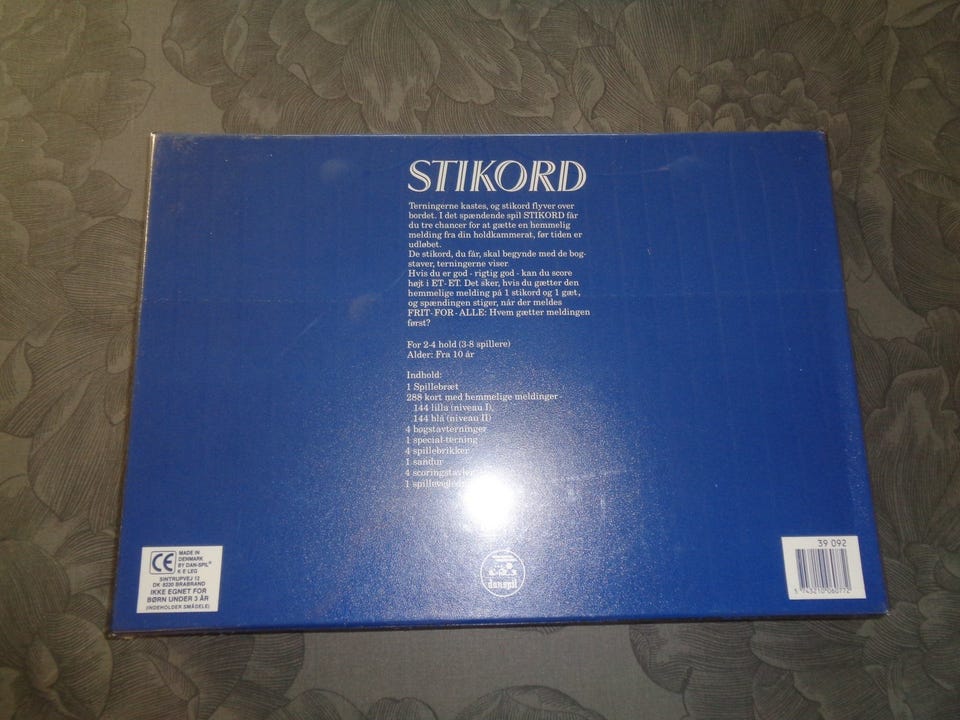 STIKORD
Terningerne kastes, og stikord flyver over
bordet. I det spændende spil STIKORD får
du tre chancer for at gætte en hemmelig
melding fra din holdkammerat, før tiden er
udløbet.
De stikord, du får, skal begynde med de bog-
staver, terningerne viser.
Hvis du er god - rigtig god - kan du score
højt i ET-ET. Det sker, hvis du gætter den
hemmelige melding på 1 stikord og 1 gæt,
og spændingen stiger, når der meldes
FRIT-FOR-ALLE: Hvem gætter meldingen
først?
For 2-4 hold (3-8 spillere)
Alder: Fra 10 år
Indhold:
1 Spillebræt
288 kort med hemmelige meldinger
144 lilla (niveau I),
144 blå (niveau II)
4 bogstavterninger
1 special-terning
4 spillebrikker
1 sandur
4 scoringstavler
1
danspil
CE
MADE IN
DENMARK
BY DAN-SPIL®
K E LEG
SINTRUPVEJ 12
DK-8220 BRABRAND
IKKE EGNET FOR
BØRN UNDER 3 ÅR
(INDEHOLDER SMÅDELE)
39 092
5 743210 060772